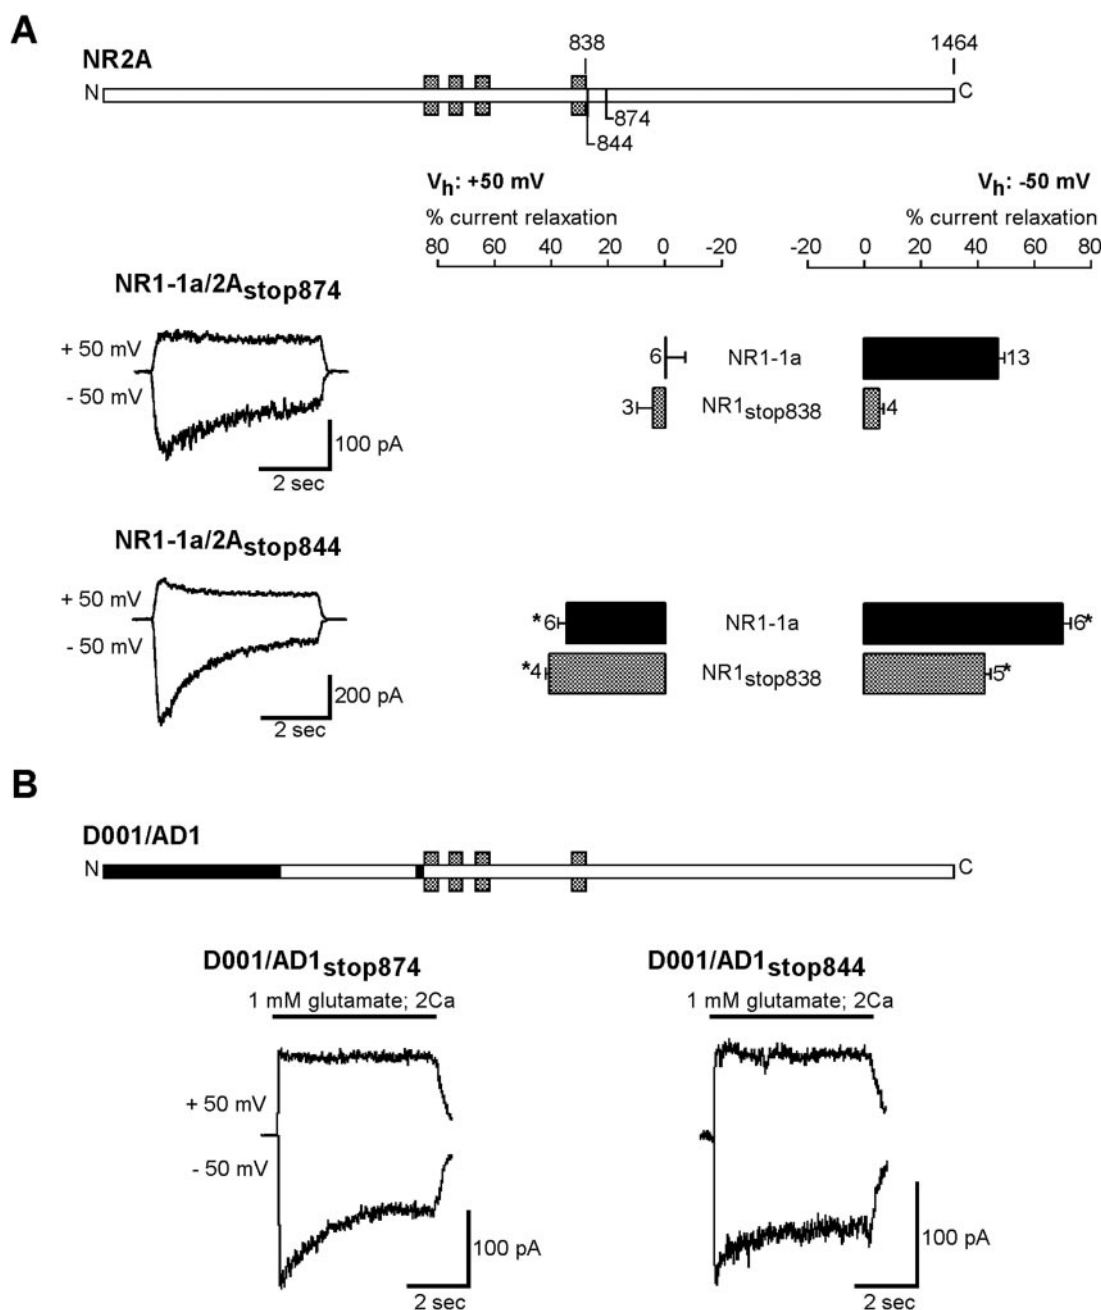 A
NR2A
838
1464
N
C
874
844
Vh: +50 mV
Vh: -50 mV
% current relaxation
% current relaxation
80 60 40 20 0 -20
-20 0 20 40 60 80
NR1-1a/2Astop874
+ 50 mV
- 50 mV
100 pA
2 sec
6 NR1-1a 13
3 NR1stop838 4
NR1-1a/2Astop844
+ 50 mV
- 50 mV
200 pA
2 sec
*6 NR1-1a 6*
*4 NR1stop838 5*
B
D001/AD1
N
C
D001/AD1stop874
D001/AD1stop844
1 mM glutamate; 2Ca
1 mM glutamate; 2Ca
+ 50 mV
- 50 mV
100 pA
2 sec
100 pA
2 sec